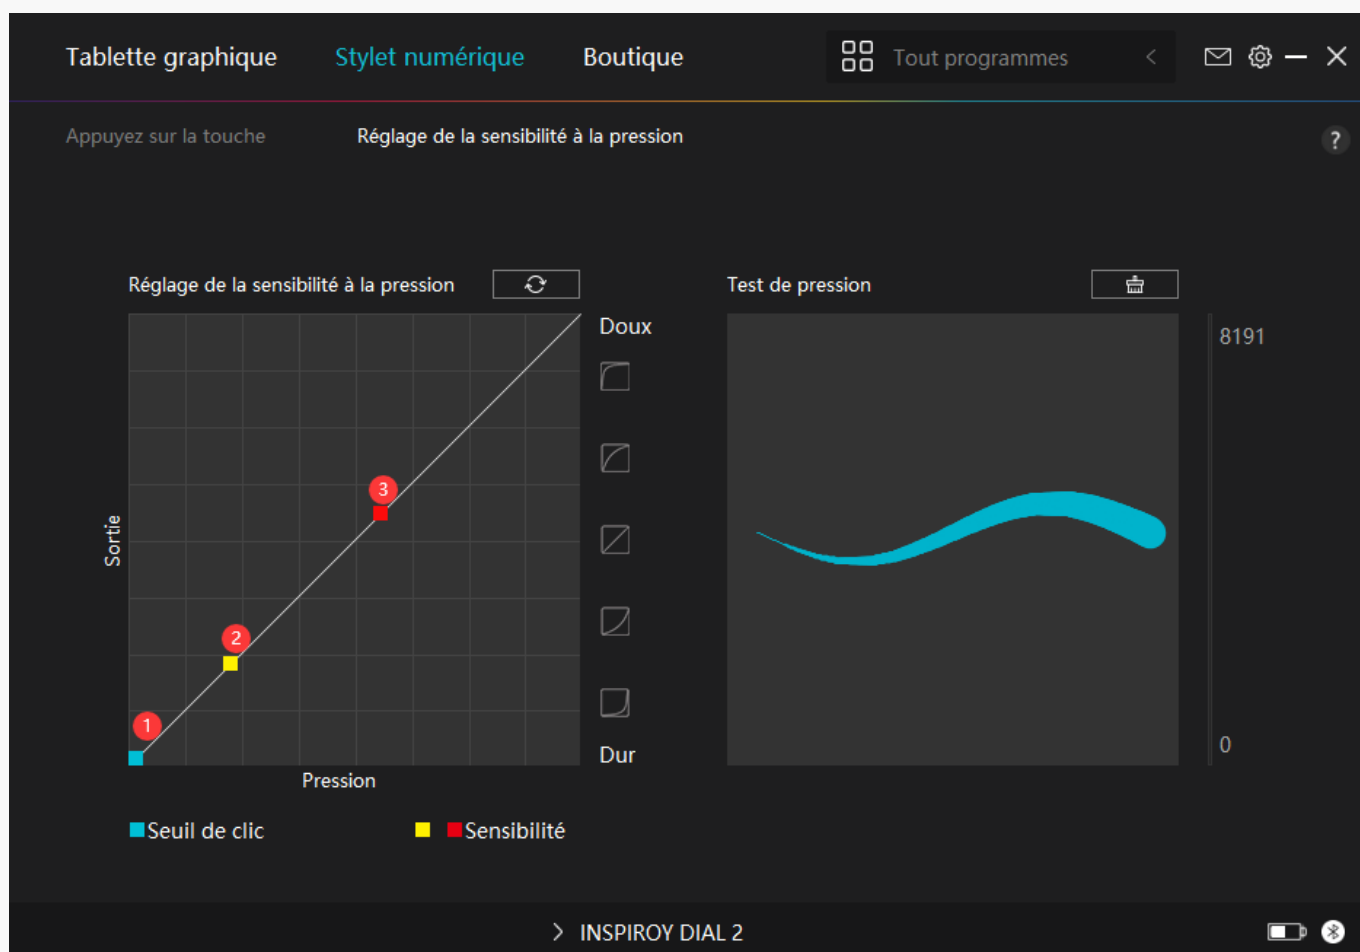 Tablette graphique Stylet numérique Boutique Tout programmes
Appuyez sur la touche Réglage de la sensibilité à la pression ?
Réglage de la sensibilité à la pression
Doux
3
2
1
Sortie
Dur
Pression
Seuil de clic Sensibilité
Test de pression
8191
0
INSPIROY DIAL 2